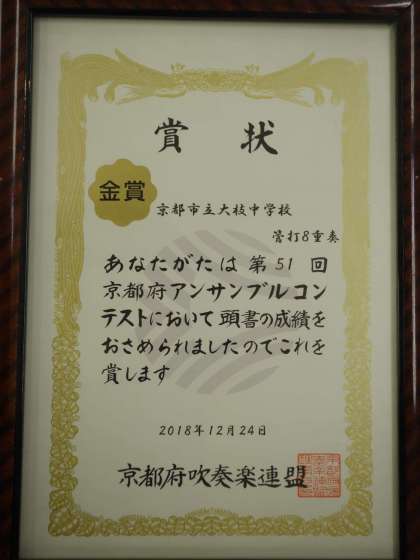 賞状
金賞
京都市立大枝中学校
管打8重奏
あなたがたは第51回
京都府アンサンブルコン
テストにおいて頭書の成績を
おさめられましたのでこれを
賞します
2018年12月24日
京都府吹奏楽連盟